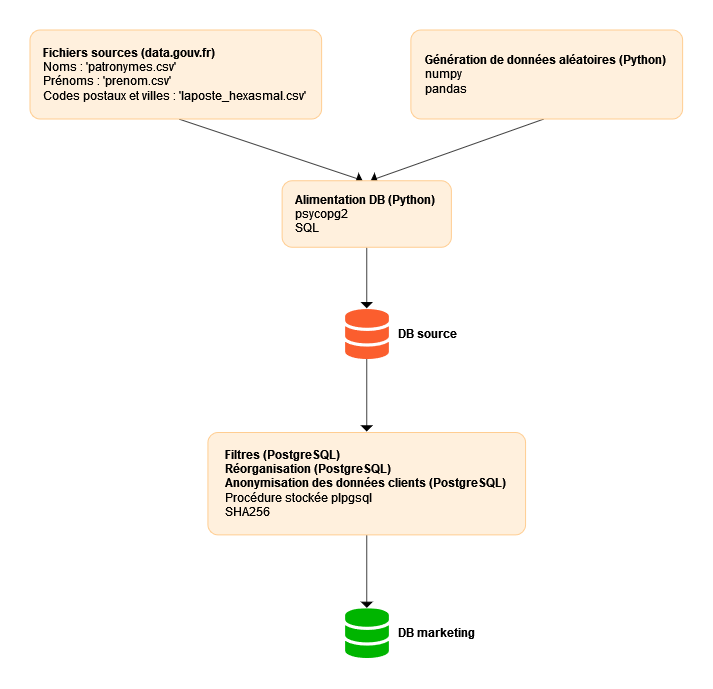 Fichiers sources (data.gouv.fr)
Noms : 'patronymes.csv'
Prénoms : 'prenom.csv'
Codes postaux et villes : 'laposte_hexasmal.csv'
Génération de données aléatoires (Python)
numpy
pandas
Alimentation DB (Python)
psycopg2
SQL
DB source
Filtres (PostgreSQL)
Réorganisation (PostgreSQL)
Anonymisation des données clients (PostgreSQL)
Procédure stockée plpgsql
SHA256
DB marketing